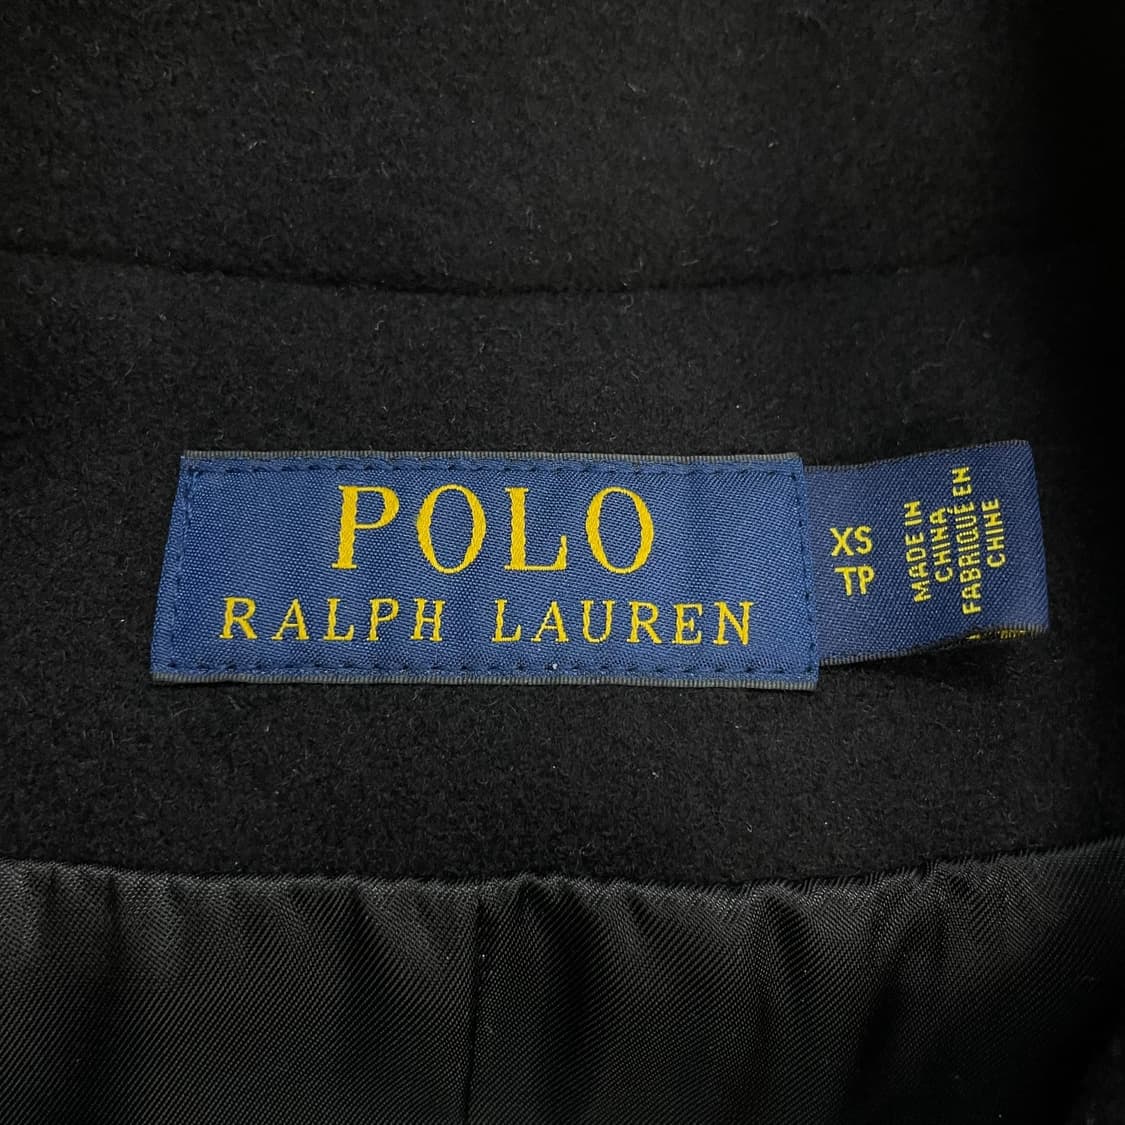 POLO
RALPH LAUREN
XS
TP
MADE IN
CHINA
FABRIQUÉ EN
CHINE